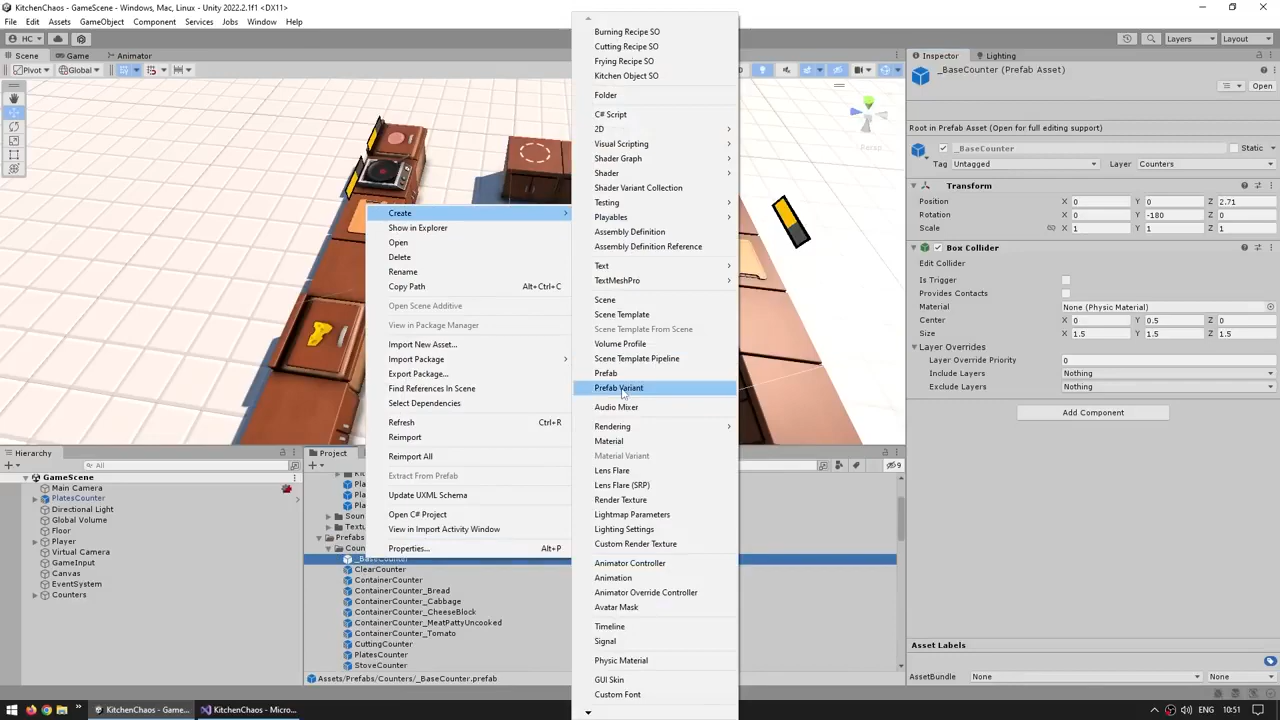 KitchenChaos - GameScene - Windows, Mac, Linux - Unity 2022.2.1f1 <DX11>
File Edit Assets GameObject Component Services Jobs Window Help
HC
Layers Layout
Scene Game Animator
Pivot Global
Persp
Create
Show in Explorer
Open
Delete
Rename
Copy Path Alt+Ctrl+C
Open Scene Additive
View in Package Manager
Import New Asset...
Import Package
Export Package...
Find References In Scene
Select Dependencies
Refresh Ctrl+R
Reimport
Reimport All
Extract From Prefab
Update UXML Schema
Open C# Project
View in Import Activity Window
Properties... Alt+P
Burning Recipe SO
Cutting Recipe SO
Frying Recipe SO
Kitchen Object SO
Folder
C# Script
2D
Visual Scripting
Shader Graph
Shader
Shader Variant Collection
Testing
Playables
Assembly Definition
Assembly Definition Reference
Text
TextMeshPro
Scene
Scene Template
Scene Template From Scene
Volume Profile
Scene Template Pipeline
Prefab
Prefab Variant
Audio Mixer
Rendering
Material
Material Variant
Lens Flare
Lens Flare (SRP)
Render Texture
Lightmap Parameters
Lighting Settings
Custom Render Texture
Animator Controller
Animation
Animator Override Controller
Avatar Mask
Timeline
Signal
Physic Material
GUI Skin
Custom Font
Inspector Lighting
_BaseCounter (Prefab Asset)
Open
Root in Prefab Asset (Open for full editing support)
_BaseCounter Static
Tag Untagged Layer Counters
Transform
Position X 0 Y 0 Z 2.71
Rotation X 0 Y -180 Z 0
Scale X 1 Y 1 Z 1
Box Collider
Edit Collider
Is Trigger
Provides Contacts
Material None (Physic Material)
Center X 0 Y 0.5 Z 0
Size X 1.5 Y 1.5 Z 1.5
Layer Overrides
Layer Override Priority 0
Include Layers Nothing
Exclude Layers Nothing
Add Component
Asset Labels
AssetBundle None None
Hierarchy
All
GameScene
Main Camera
PlatesCounter
Directional Light
Global Volume
Floor
Player
Virtual Camera
GameInput
Canvas
EventSystem
Counters
Project
9
Kit
Pla
Pla
Pla
Soun
Textu
Prefabs
Coun
_BaseCounter
ClearCounter
ContainerCounter
ContainerCounter_Bread
ContainerCounter_Cabbage
ContainerCounter_CheeseBlock
ContainerCounter_MeatPattyUncooked
ContainerCounter_Tomato
CuttingCounter
PlatesCounter
StoveCounter
Assets/Prefabs/Counters/_BaseCounter.prefab
KitchenChaos - Game... KitchenChaos - Micro...
ENG 10:51